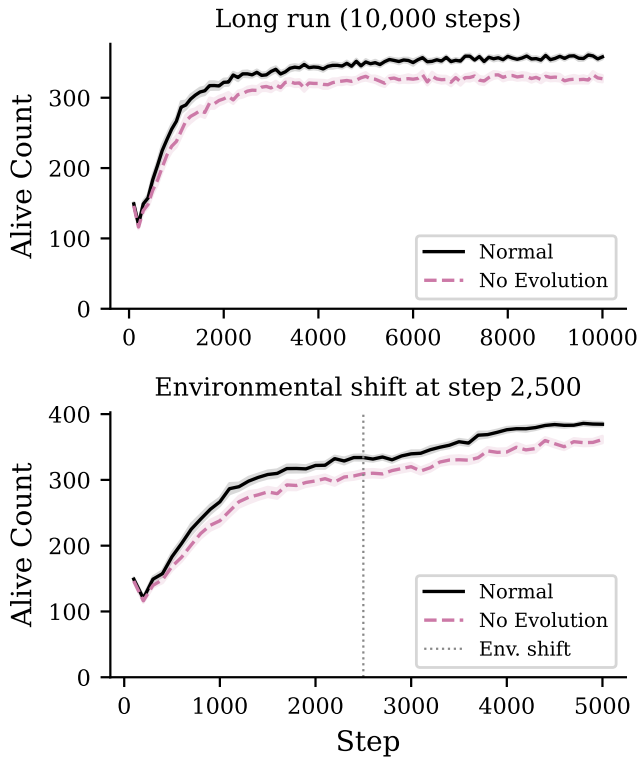 Long run (10,000 steps)
Alive Count
300
200
100
0
Normal
No Evolution
0 2000 4000 6000 8000 10000
Environmental shift at step 2,500
Alive Count
400
300
200
100
0
Normal
No Evolution
Env. shift
0 1000 2000 3000 4000 5000
Step